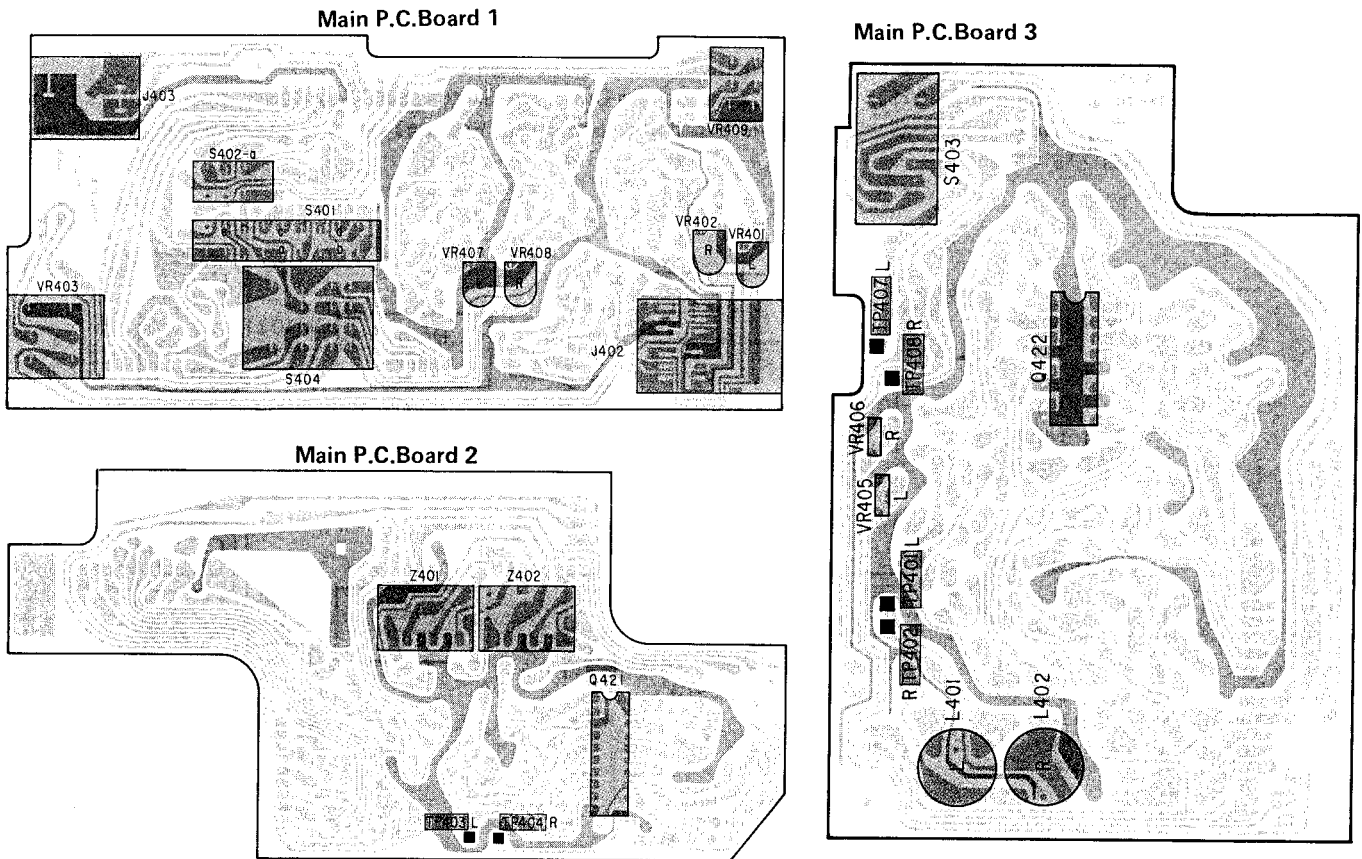 Main P.C.Board 1
J403
VR409
S402-a
S401
a
b
VR402
R
VR401
L
VR407
L
VR408
R
VR403
J402
S404
Main P.C.Board 2
Z401
Z402
Q421
TP403 L
TP404 R
Main P.C.Board 3
S403
TP407 L
TP408 R
Q422
VR406
R
VR405
L
TP401 L
R TP402
L401
L
L402
R